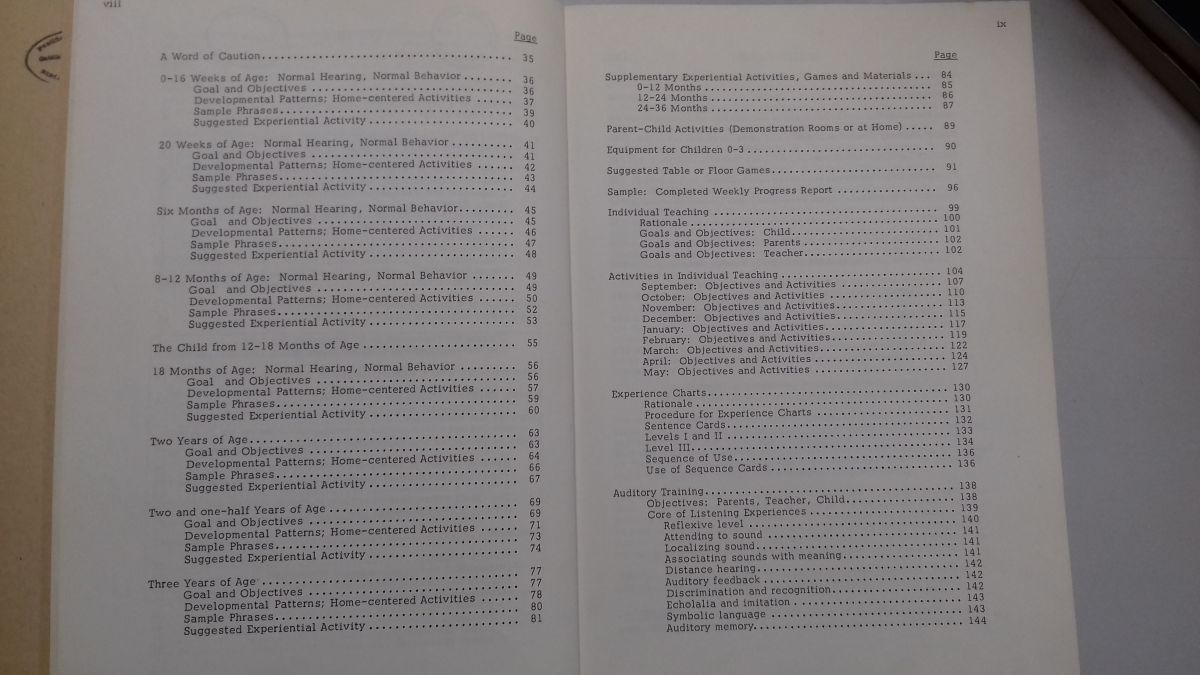 viii
Page
A Word of Caution 35
0-16 Weeks of Age: Normal Hearing, Normal Behavior 36
Goal and Objectives 36
Developmental Patterns; Home-centered Activities 37
Sample Phrases 39
Suggested Experiential Activity 40
20 Weeks of Age: Normal Hearing, Normal Behavior 41
Goal and Objectives 41
Developmental Patterns; Home-centered Activities 42
Sample Phrases 43
Suggested Experiential Activity 44
Six Months of Age: Normal Hearing, Normal Behavior 45
Goal and Objectives 45
Developmental Patterns; Home-centered Activities 46
Sample Phrases 47
Suggested Experiential Activity 48
8-12 Months of Age: Normal Hearing, Normal Behavior 49
Goal and Objectives 49
Developmental Patterns; Home-centered Activities 50
Sample Phrases 52
Suggested Experiential Activity 53
The Child from 12-18 Months of Age 55
18 Months of Age: Normal Hearing, Normal Behavior 56
Goal and Objectives 56
Developmental Patterns; Home-centered Activities 57
Sample Phrases 59
Suggested Experiential Activity 60
Two Years of Age 63
Goal and Objectives 63
Developmental Patterns; Home-centered Activities 64
Sample Phrases 66
Suggested Experiential Activity 67
Two and one-half Years of Age 69
Goal and Objectives 69
Developmental Patterns; Home-centered Activities 71
Sample Phrases 73
Suggested Experiential Activity 74
Three Years of Age 77
Goal and Objectives 77
Developmental Patterns; Home-centered Activities 78
Sample Phrases 80
Suggested Experiential Activity 81
ix
Page
Supplementary Experiential Activities, Games and Materials 84
0-12 Months 85
12-24 Months 86
24-36 Months 87
Parent-Child Activities (Demonstration Rooms or at Home) 89
Equipment for Children 0-3 90
Suggested Table or Floor Games 91
Sample: Completed Weekly Progress Report 96
Individual Teaching 99
Rationale 100
Goals and Objectives: Child 101
Goals and Objectives: Parents 102
Goals and Objectives: Teacher 102
Activities in Individual Teaching 104
September: Objectives and Activities 107
October: Objectives and Activities 110
November: Objectives and Activities 113
December: Objectives and Activities 115
January: Objectives and Activities 117
February: Objectives and Activities 119
March: Objectives and Activities 122
April: Objectives and Activities 124
May: Objectives and Activities 127
Experience Charts 130
Rationale 130
Procedure for Experience Charts 131
Sentence Cards 132
Levels I and II 133
Level III 134
Sequence of Use 136
Use of Sequence Cards 136
Auditory Training 138
Objectives: Parents, Teacher, Child 138
Core of Listening Experiences 139
Reflexive level 140
Attending to sound 141
Localizing sound 141
Associating sounds with meaning 141
Distance hearing 142
Auditory feedback 142
Discrimination and recognition 142
Echolalia and imitation 143
Symbolic language 143
Auditory memory 144